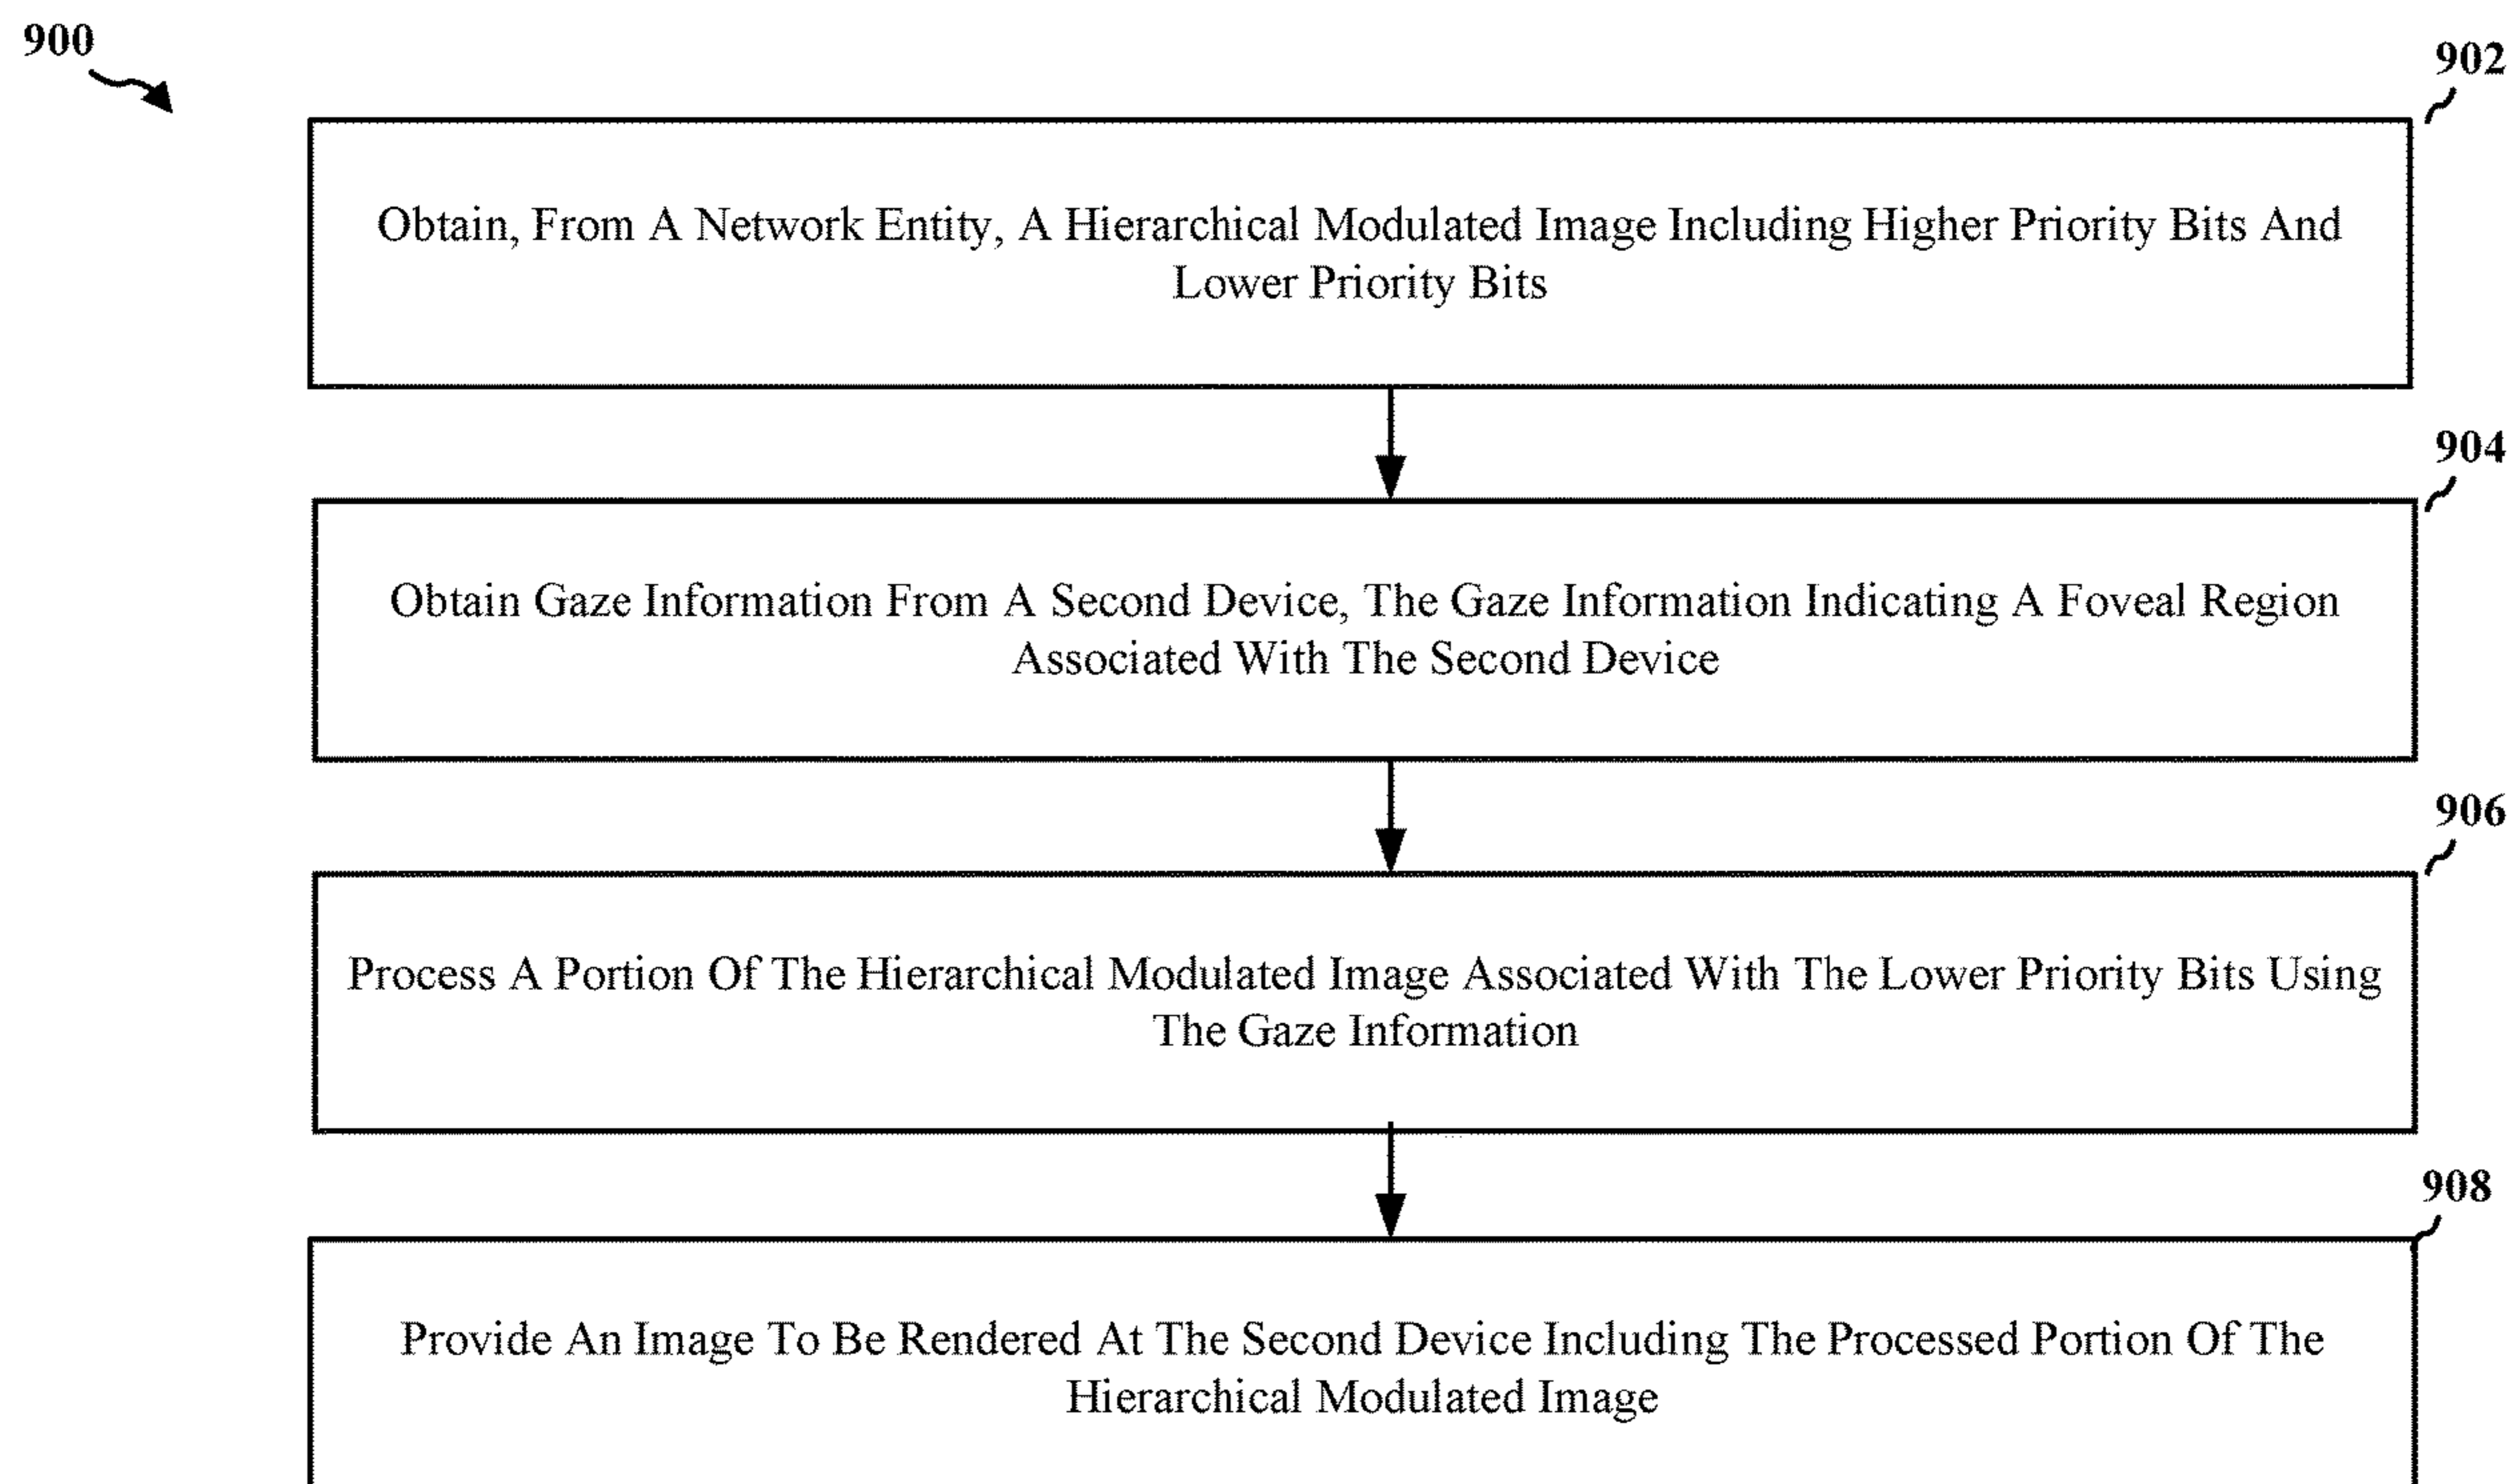 900
902
Obtain, From A Network Entity, A Hierarchical Modulated Image Including Higher Priority Bits And
Lower Priority Bits
904
Obtain Gaze Information From A Second Device, The Gaze Information Indicating A Foveal Region
Associated With The Second Device
906
Process A Portion Of The Hierarchical Modulated Image Associated With The Lower Priority Bits Using
The Gaze Information
908
Provide An Image To Be Rendered At The Second Device Including The Processed Portion Of The
Hierarchical Modulated Image